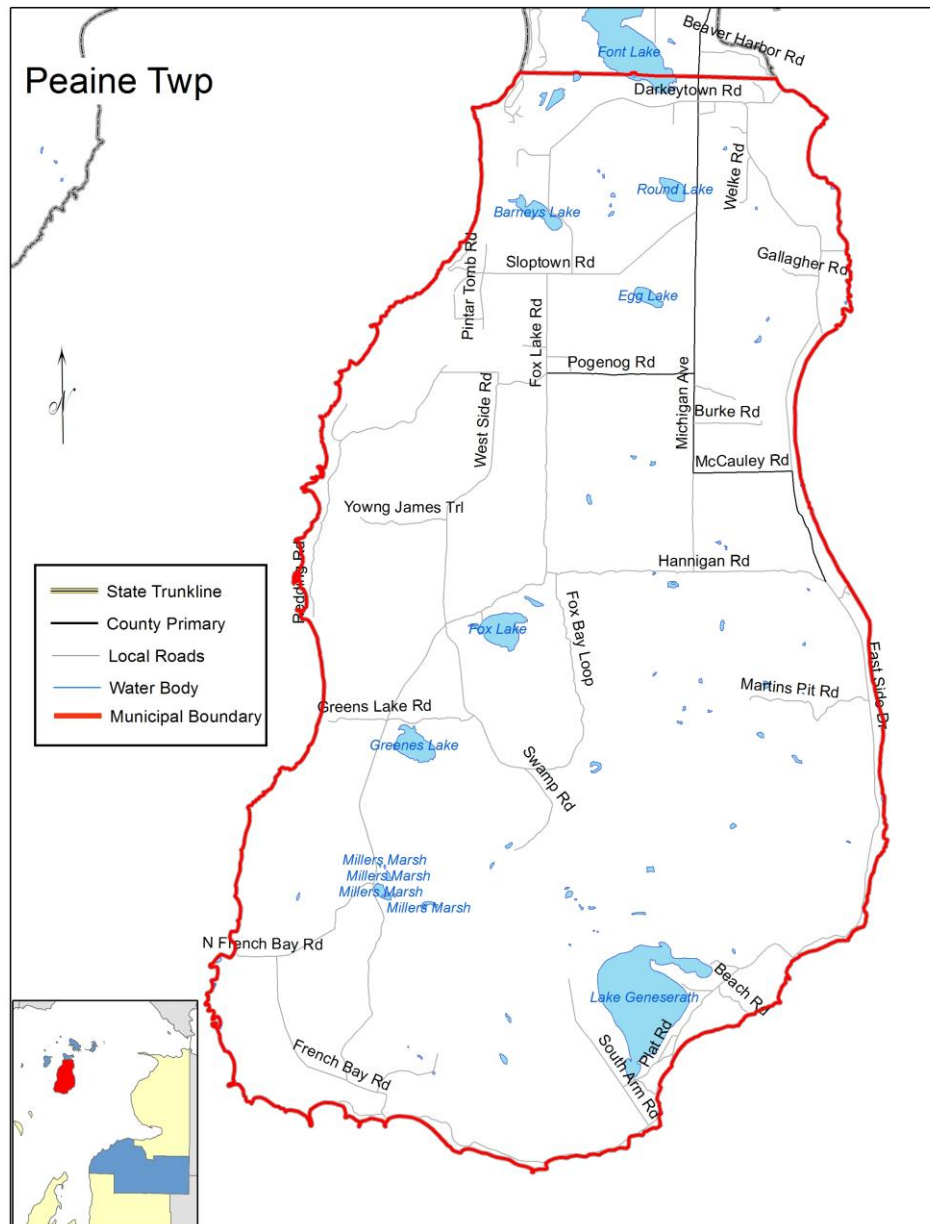 Peaine Twp
Beaver Harbor Rd
Font Lake
Darkeytown Rd
Welke Rd
Round Lake
Barneys Lake
Pintar Tomb Rd
Sloptown Rd
Gallagher Rd
Egg Lake
Fox Lake Rd
Pogenog Rd
Michigan Ave
West Side Rd
Burke Rd
McCauley Rd
Yowng James Trl
Hannigan Rd
Redding Rd
State Trunkline
County Primary
Local Roads
Water Body
Municipal Boundary
Fox Lake
Fox Bay Loop
East Side Dr
Martins Pit Rd
Greens Lake Rd
Greenes Lake
Swamp Rd
Millers Marsh
Millers Marsh
Millers Marsh
Millers Marsh
N French Bay Rd
Lake Geneserath
Beach Rd
Plat Rd
South Arm Rd
French Bay Rd